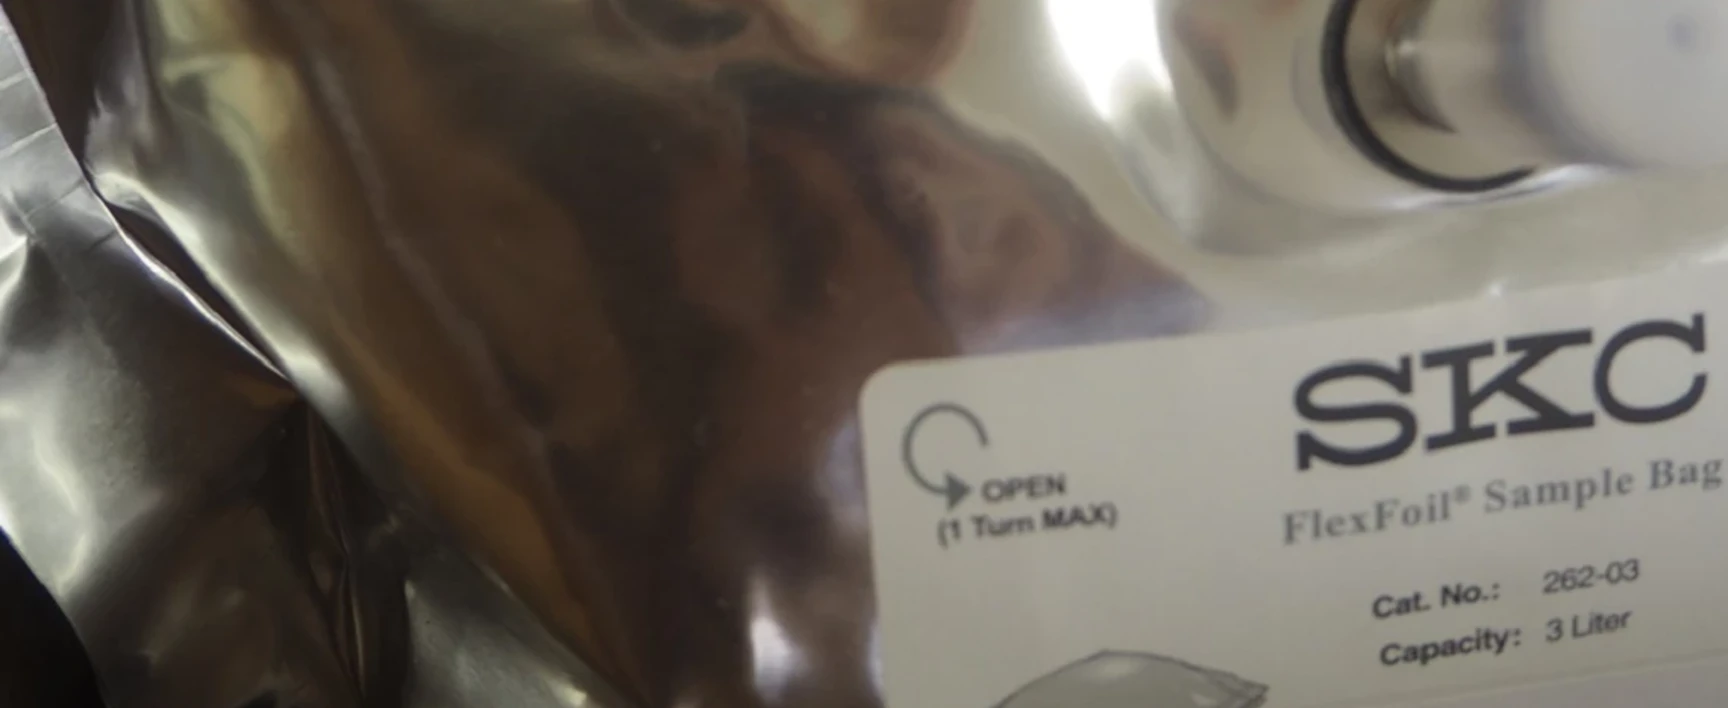 OPEN
(1 Turn MAX)
SKC
FlexFoil® Sample Bag
Cat. No.: 262-03
Capacity: 3 Liter